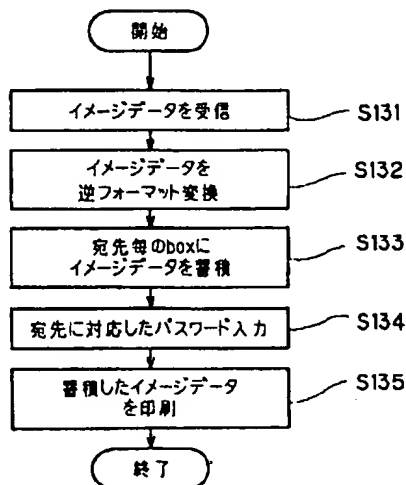 開始
イメージデータを受信
S131
イメージデータを
逆フォーマット変換
S132
宛先毎のboxに
イメージデータを蓄積
S133
宛先に対応したパスワード入力
S134
蓄積したイメージデータ
を印刷
S135
終了